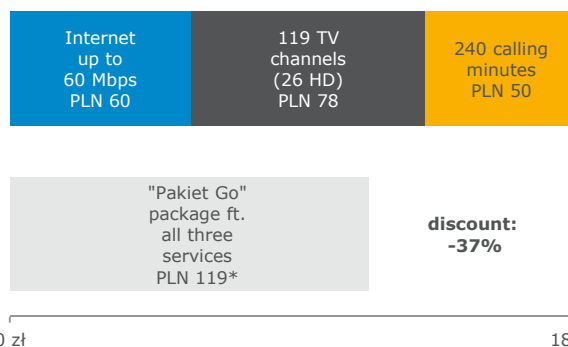 Internet
up to
60 Mbps
PLN 60
119 TV
channels
(26 HD)
PLN 78
240 calling
minutes
PLN 50
"Pakiet Go"
package ft.
all three
services
PLN 119*
discount:
-37%
zł